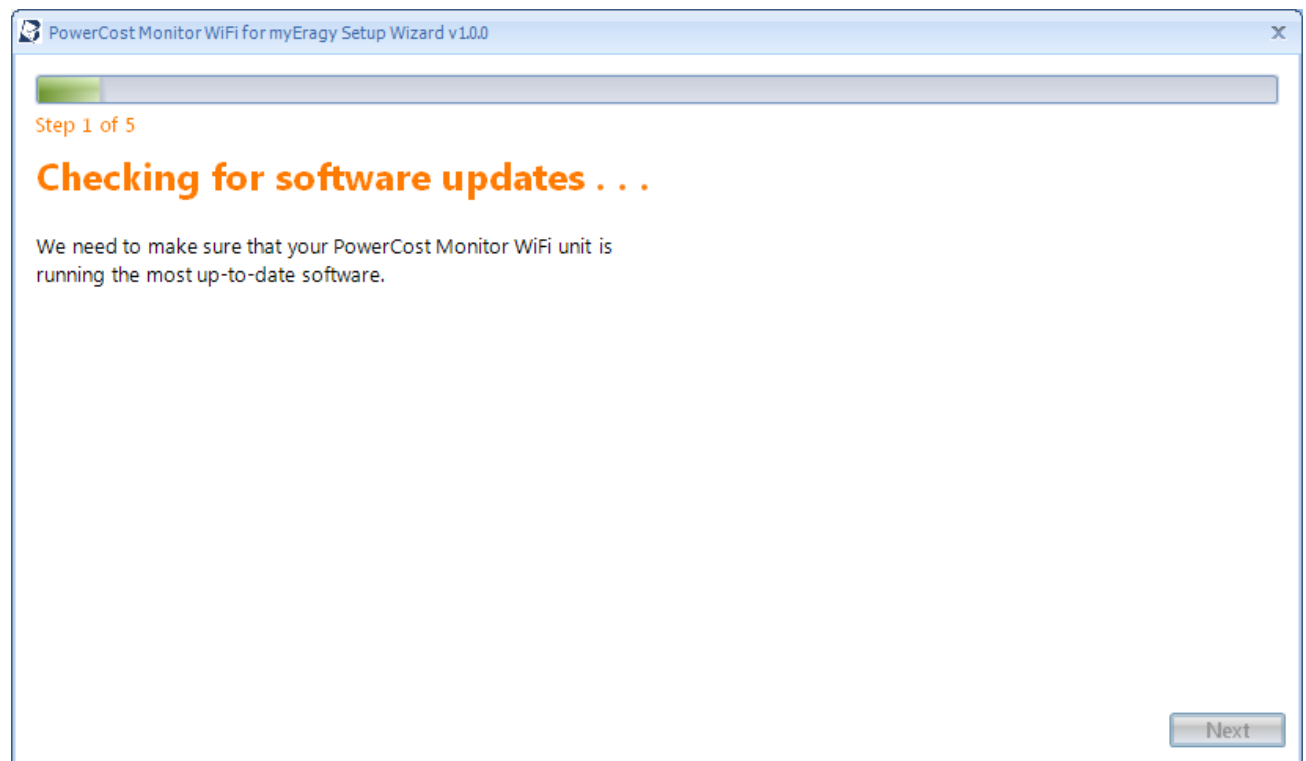 PowerCost Monitor WiFi for myEragy Setup Wizard v1.0.0
x
Step 1 of 5
Checking for software updates . . .
We need to make sure that your PowerCost Monitor WiFi unit is
running the most up-to-date software.
Next